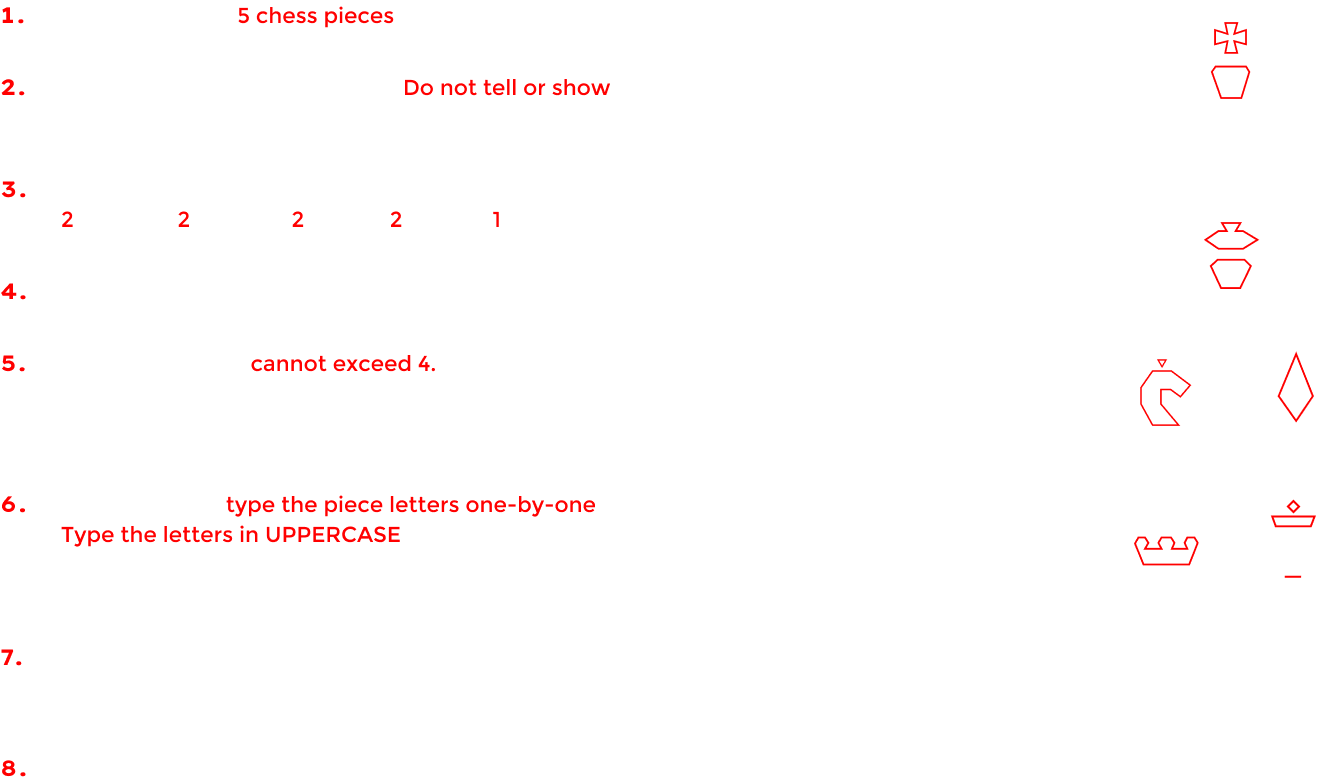 1. 5 chess pieces
2. Do not tell or show
3.
2 2 2 2 1
4.
5. cannot exceed 4.
6. type the piece letters one-by-one
Type the letters in UPPERCASE
7.
8.